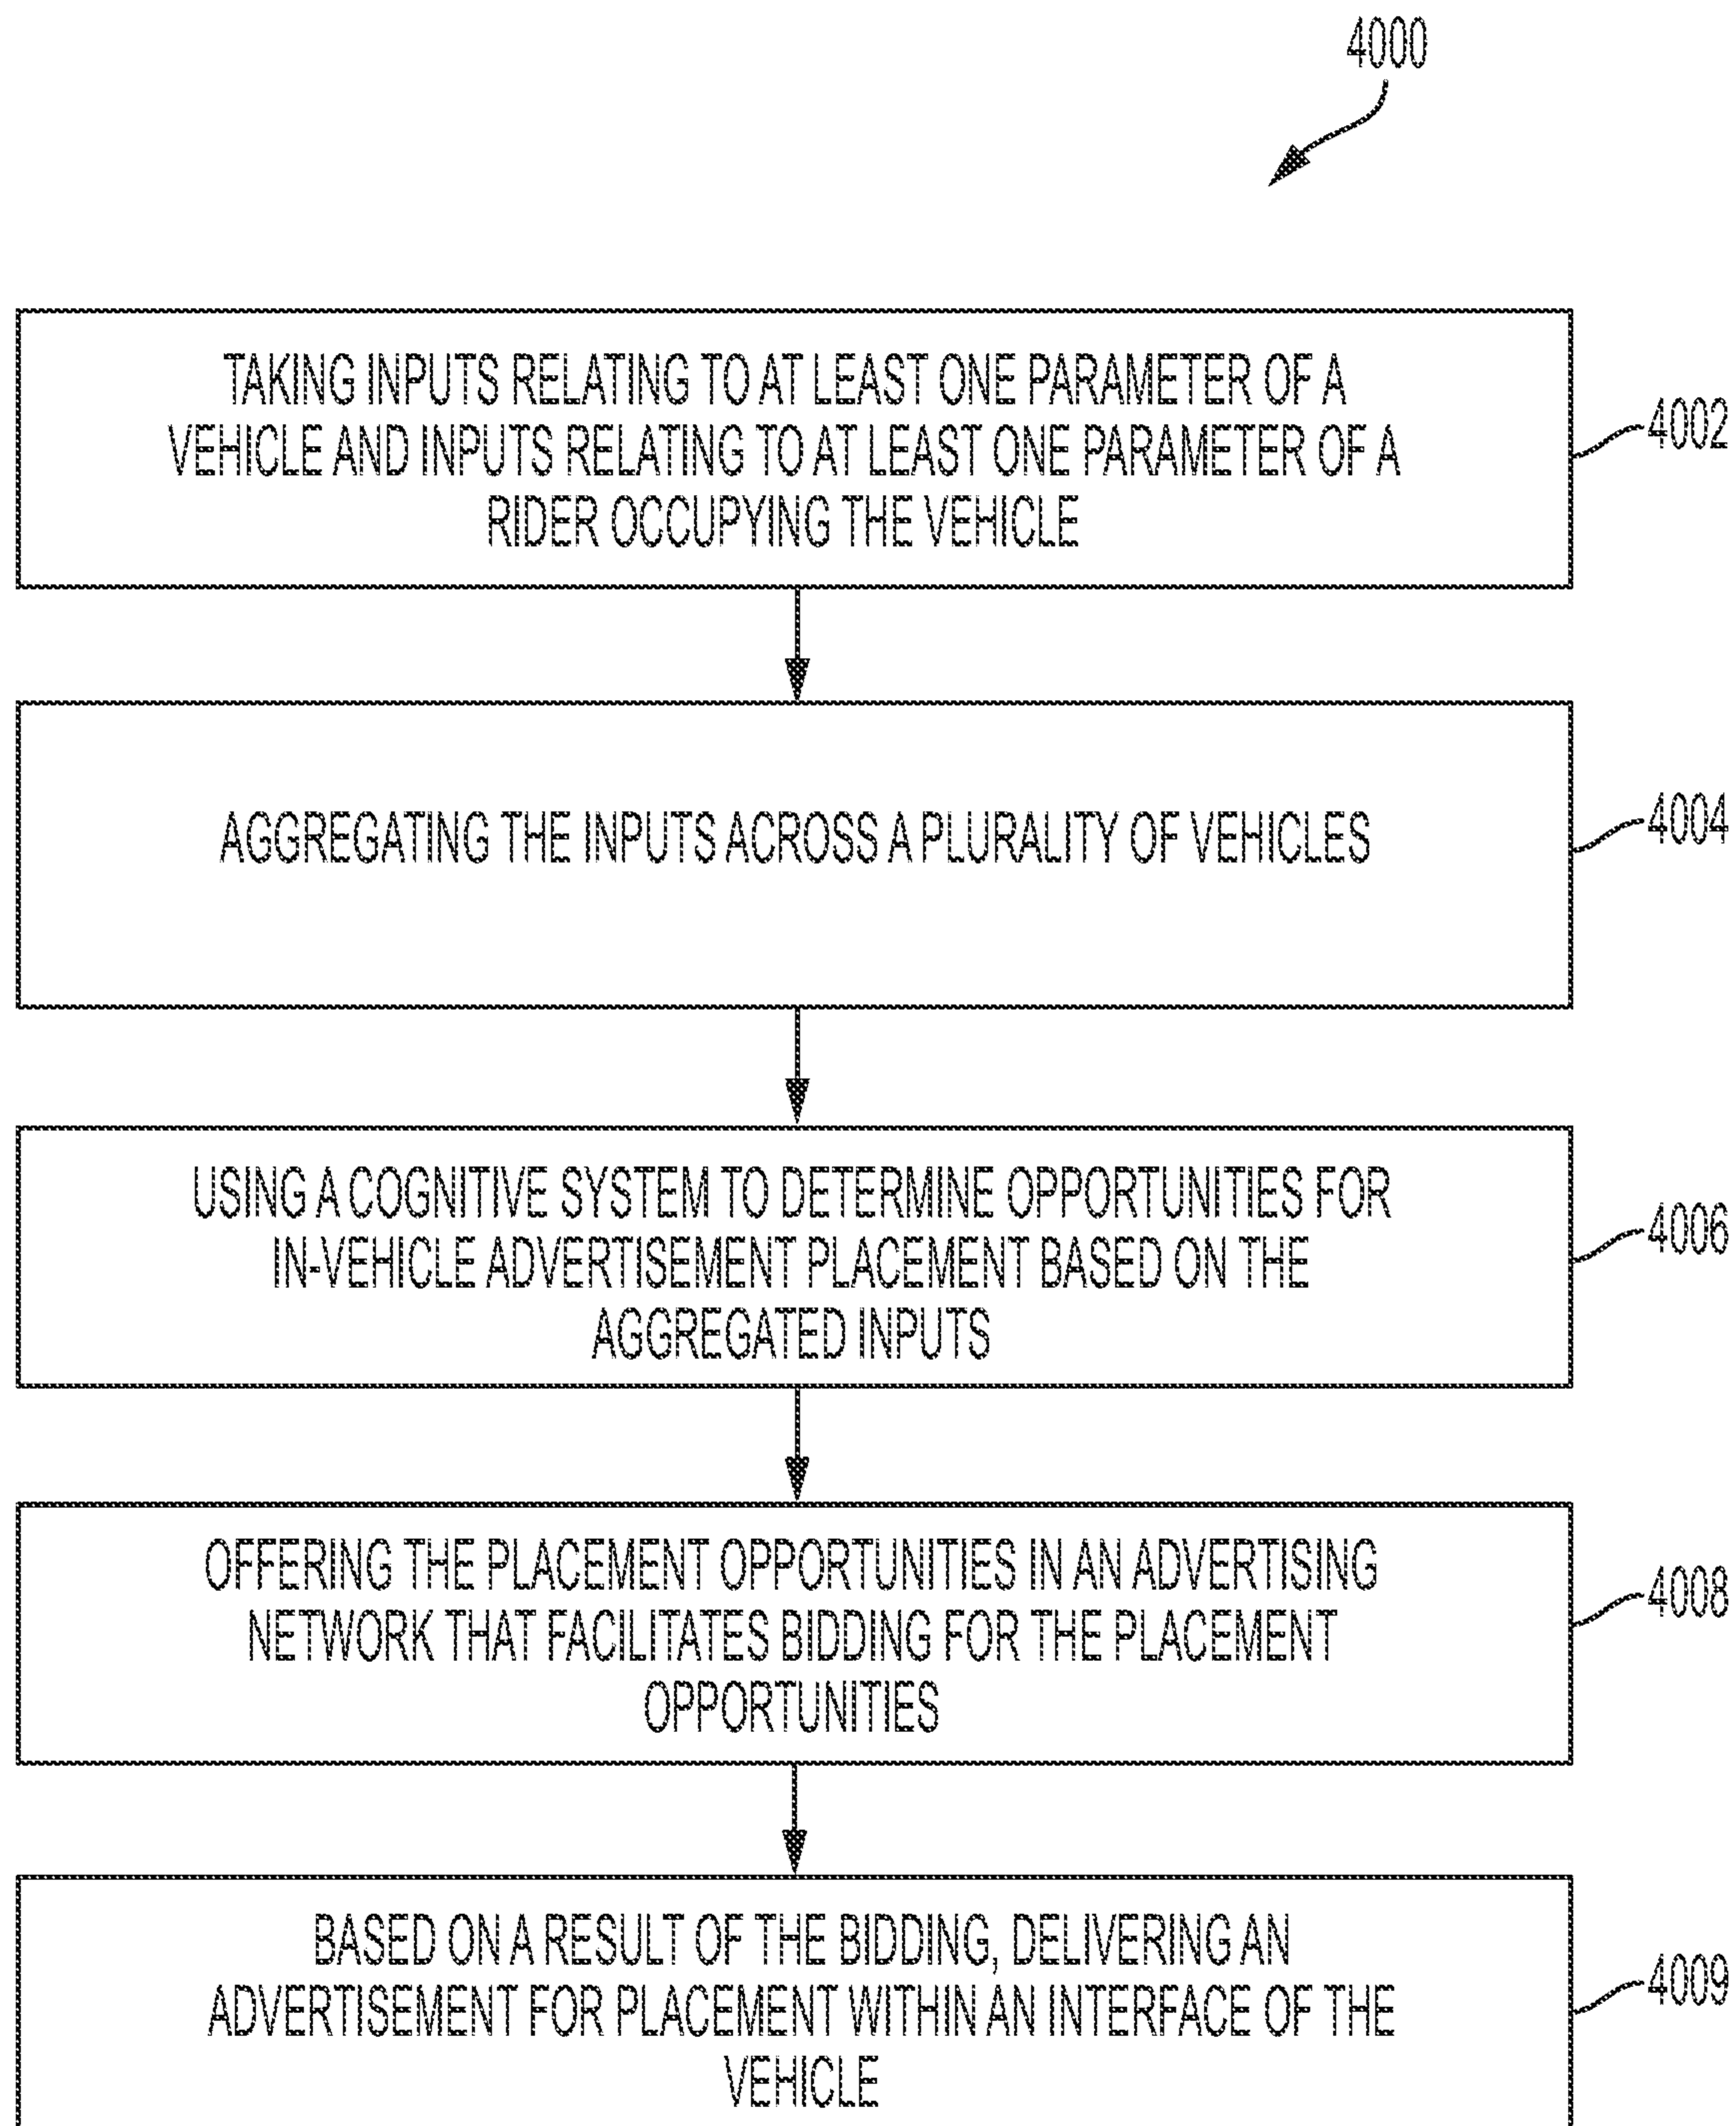 4000
TAKING INPUTS RELATING TO AT LEAST ONE PARAMETER OF A
VEHICLE AND INPUTS RELATING TO AT LEAST ONE PARAMETER OF A
RIDER OCCUPYING THE VEHICLE
4002
AGGREGATING THE INPUTS ACROSS A PLURALITY OF VEHICLES
4004
USING A COGNITIVE SYSTEM TO DETERMINE OPPORTUNITIES FOR
IN-VEHICLE ADVERTISEMENT PLACEMENT BASED ON THE
AGGREGATED INPUTS
4006
OFFERING THE PLACEMENT OPPORTUNITIES IN AN ADVERTISING
NETWORK THAT FACILITATES BIDDING FOR THE PLACEMENT
OPPORTUNITIES
4008
BASED ON A RESULT OF THE BIDDING, DELIVERING AN
ADVERTISEMENT FOR PLACEMENT WITHIN AN INTERFACE OF THE
VEHICLE
4009